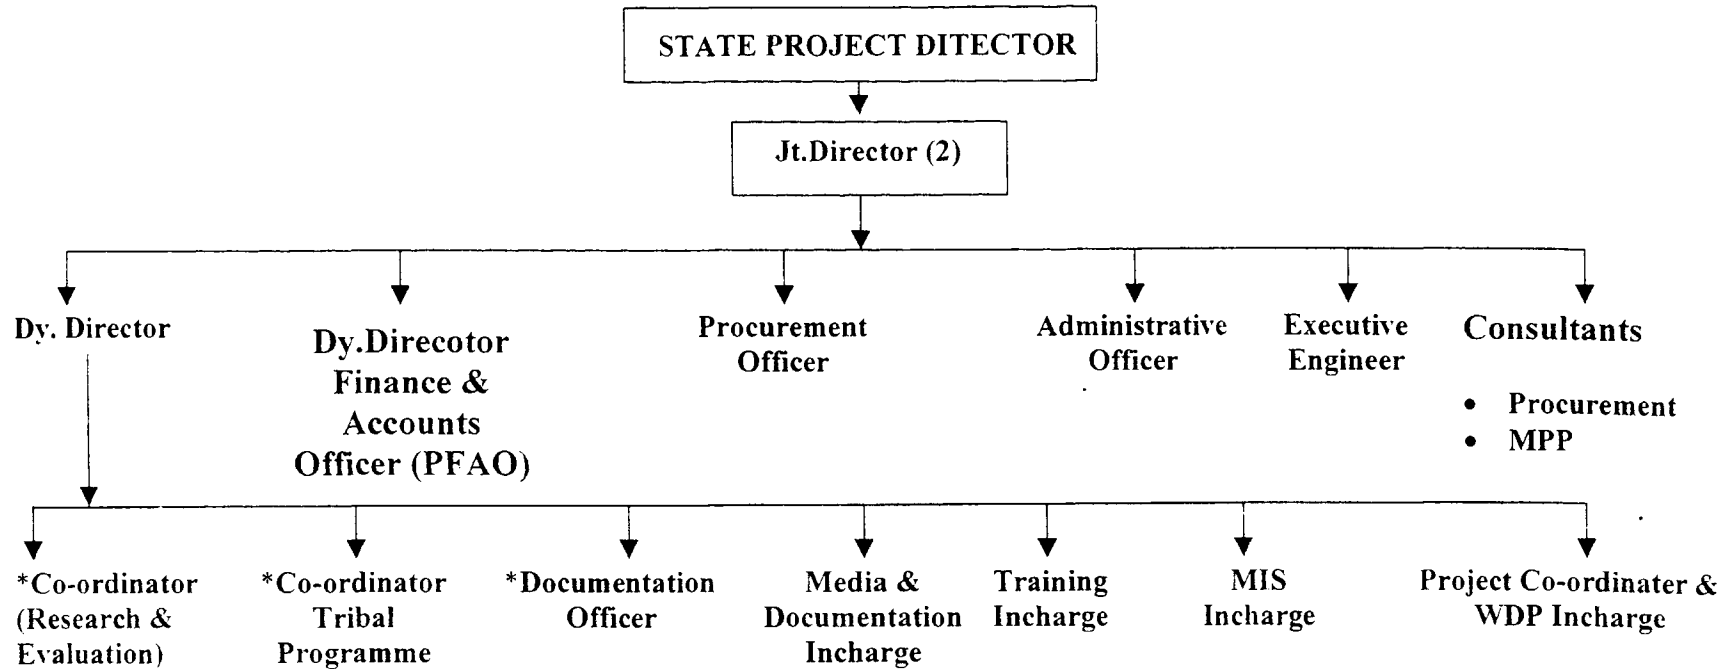 STATE PROJECT DITECTOR
Jt.Director (2)
Dy. Director
Dy.Direcotor
Finance &
Accounts
Officer (PFAO)
Procurement
Officer
Administrative
Officer
Executive
Engineer
Consultants
• Procurement
• MPP
*Co-ordinator
(Research &
Evaluation)
*Co-ordinator
Tribal
Programme
*Documentation
Officer
Media &
Documentation
Incharge
Training
Incharge
MIS
Incharge
Project Co-ordinater &
WDP Incharge